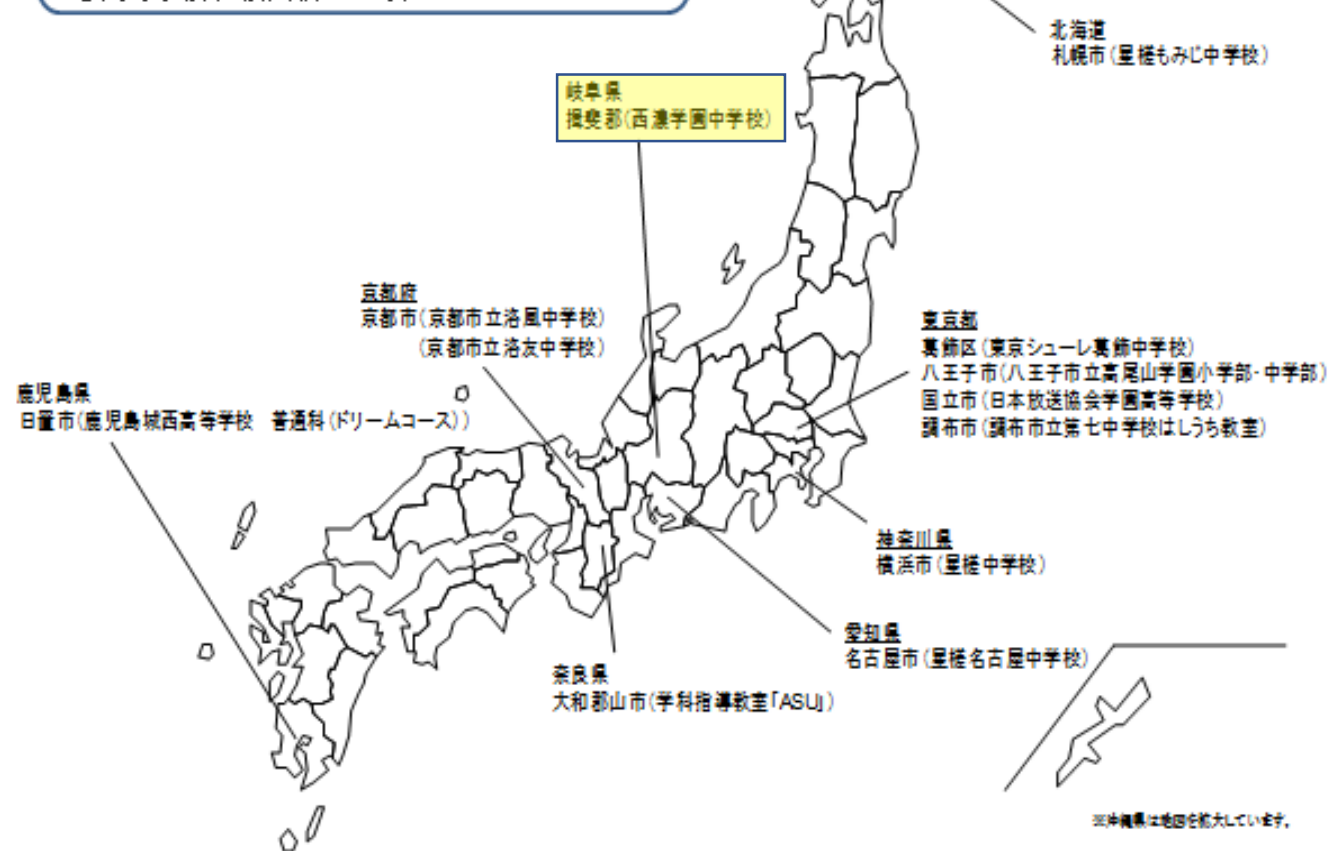 北海道
札幌市(星槎もみじ中学校)
岐阜県
揖斐郡(西濃学園中学校)
京都府
京都市(京都市立洛風中学校)
(京都市立洛友中学校)
東京都
葛飾区(東京シューレ葛飾中学校)
八王子市(八王子市立高尾山学園小学部・中学部)
国立市(日本放送協会学園高等学校)
調布市(調布市立第七中学校はしうち教室)
鹿児島県
日置市(鹿児島城西高等学校 普通科(ドリームコース))
神奈川県
横浜市(星槎中学校)
愛知県
名古屋市(星槎名古屋中学校)
奈良県
大和郡山市(学科指導教室「ASU」)
※沖縄県は地図を拡大しています。